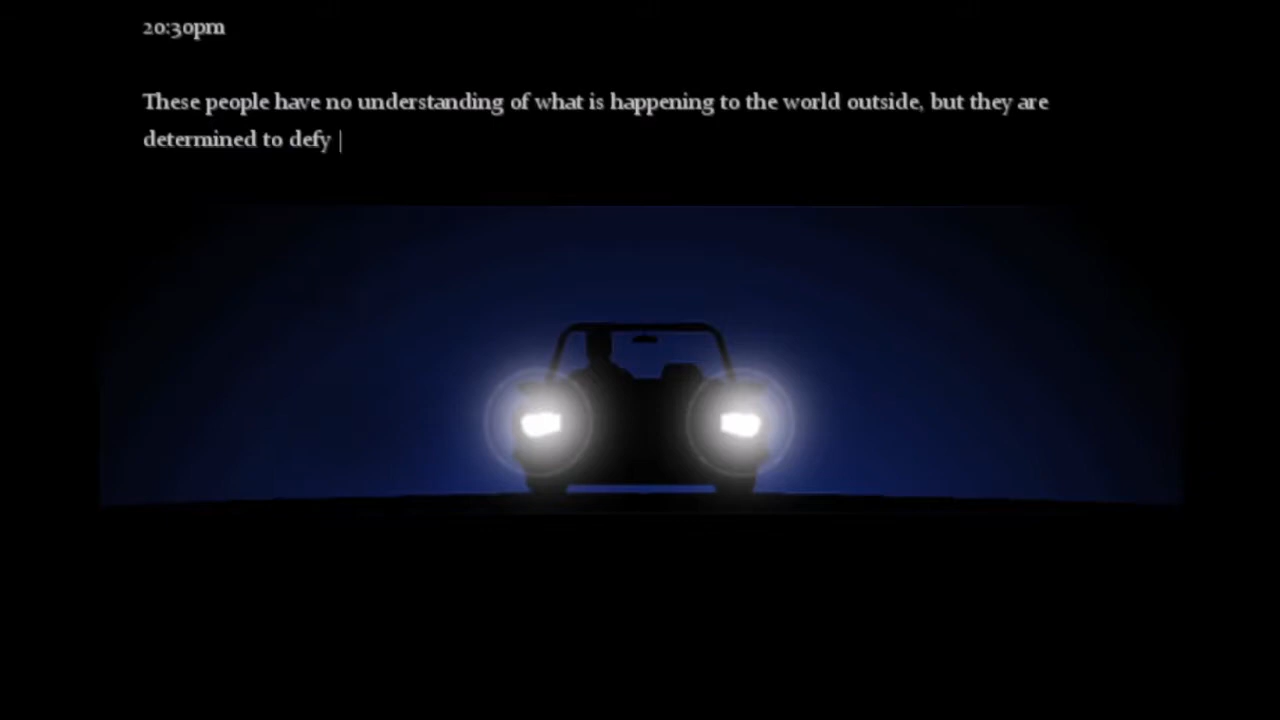 20:30pm
These people have no understanding of what is happening to the world outside, but they are
determined to defy